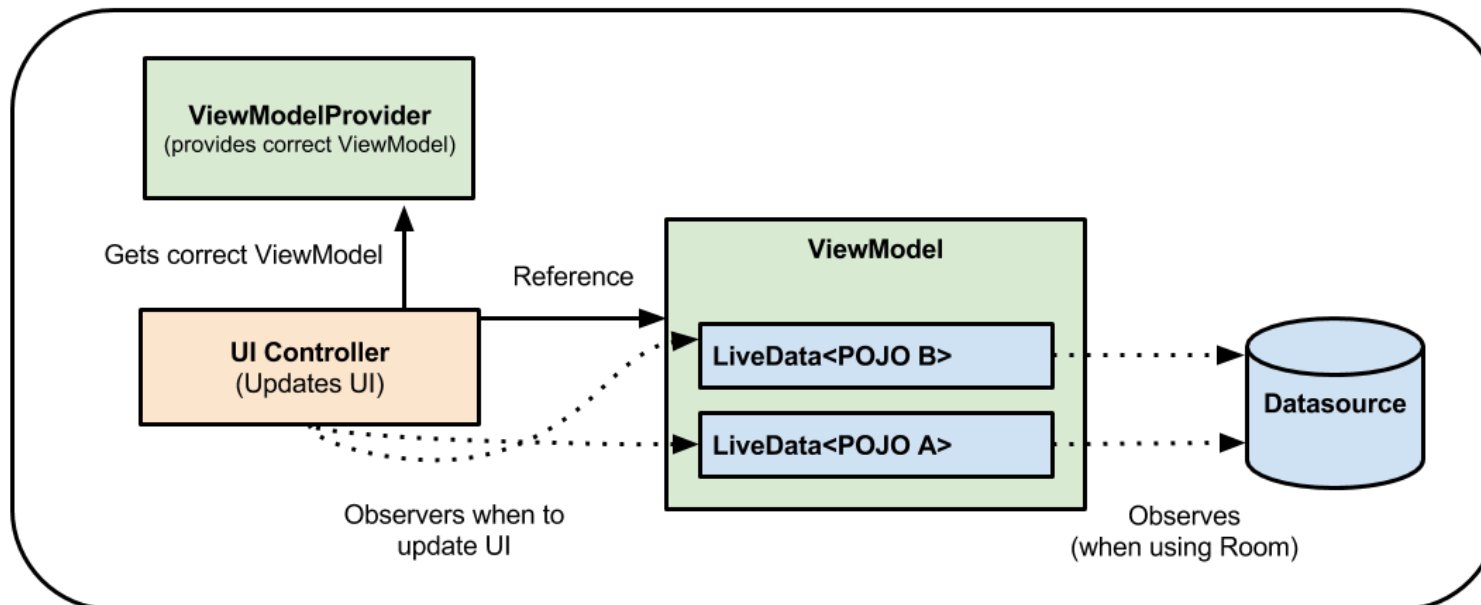 ViewModelProvider
(provides correct ViewModel)
Gets correct ViewModel
Reference
ViewModel
UI Controller
(Updates UI)
LiveData<POJO B>
LiveData<POJO A>
Datasource
Observers when to
update UI
Observes
(when using Room)